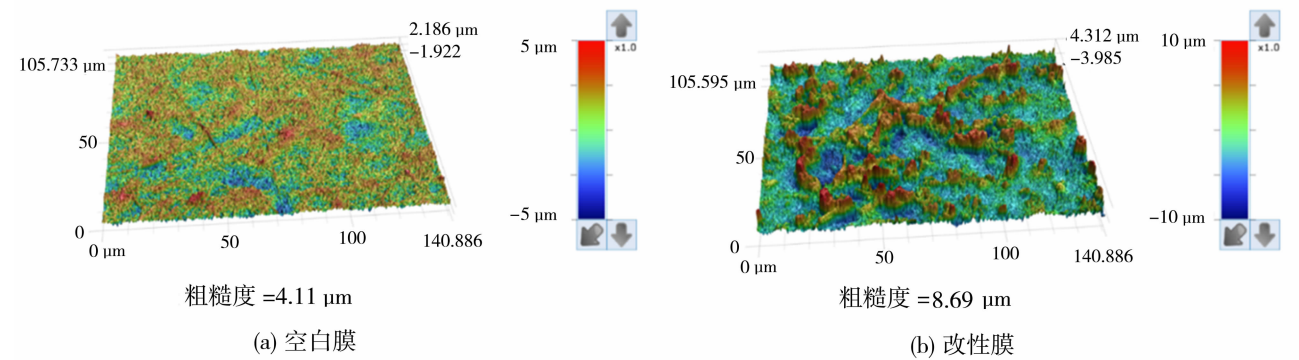 2.186 μm
−1.922
105.733 μm
50
0
0 μm
50
100
140.886
5 μm
−5 μm
x1.0
粗糙度 =4.11 μm
(a) 空白膜
4.312 μm
−3.985
105.595 μm
50
0
0 μm
50
100
140.886
10 μm
−10 μm
x1.0
粗糙度 =8.69 μm
(b) 改性膜